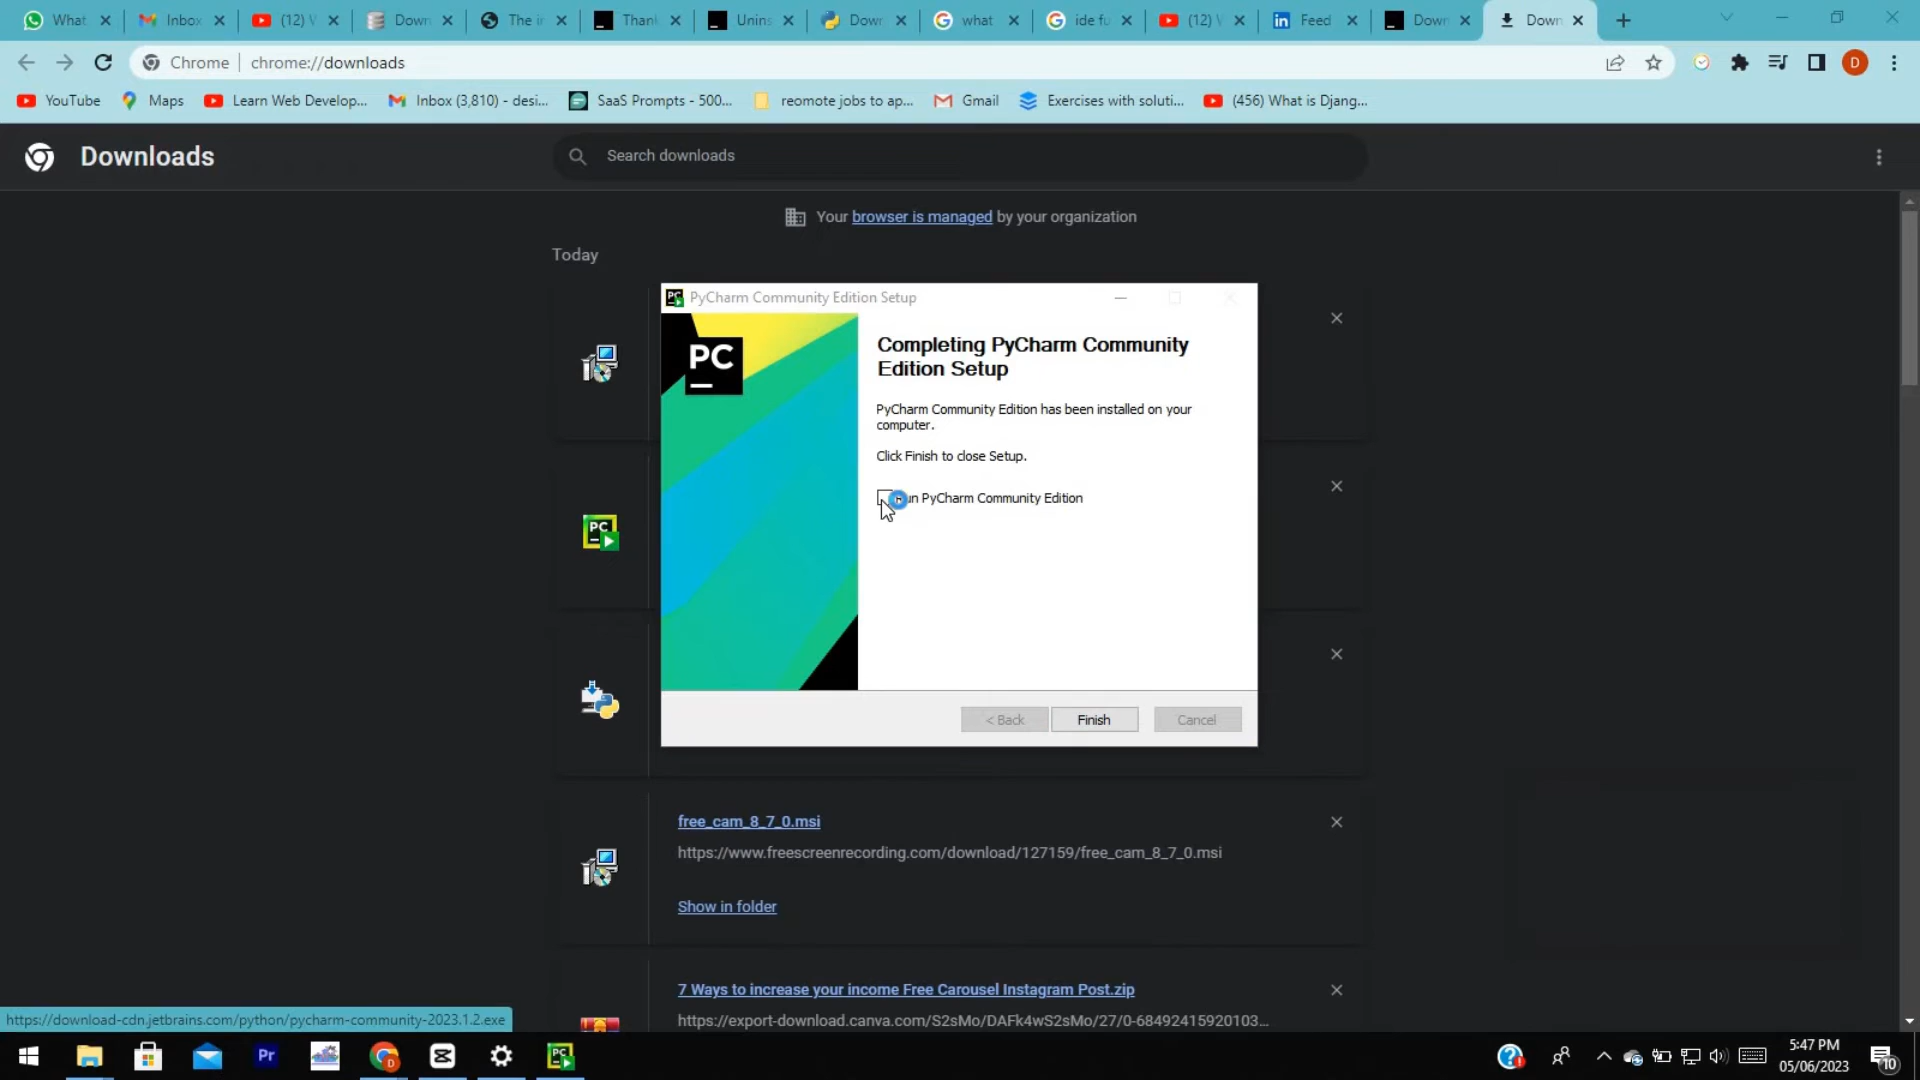 What
Inbox
(12) V
Down
The i
Thank
Unins
Down
what
ide fu
(12) V
Feed
Down
Down
Chrome
chrome://downloads
D
YouTube
Maps
Learn Web Develop...
Inbox (3,810) - desi...
SaaS Prompts - 500...
reomote jobs to ap...
Gmail
Exercises with soluti...
(456) What is Djang...
Downloads
Search downloads
Your browser is managed by your organization
Today
PyCharm Community Edition Setup
PC
Completing PyCharm Community
Edition Setup
PyCharm Community Edition has been installed on your
computer.
Click Finish to close Setup.
un PyCharm Community Edition
< Back
Finish
Cancel
free_cam_8_7_0.msi
https://www.freescreenrecording.com/download/127159/free_cam_8_7_0.msi
Show in folder
7 Ways to increase your income Free Carousel Instagram Post.zip
https://export-download.canva.com/S2sMo/DAFk4wS2sMo/27/0-68492415920103...
https://download-cdn.jetbrains.com/python/pycharm-community-2023.1.2.exe
Pr
5:47 PM
05/06/2023
10